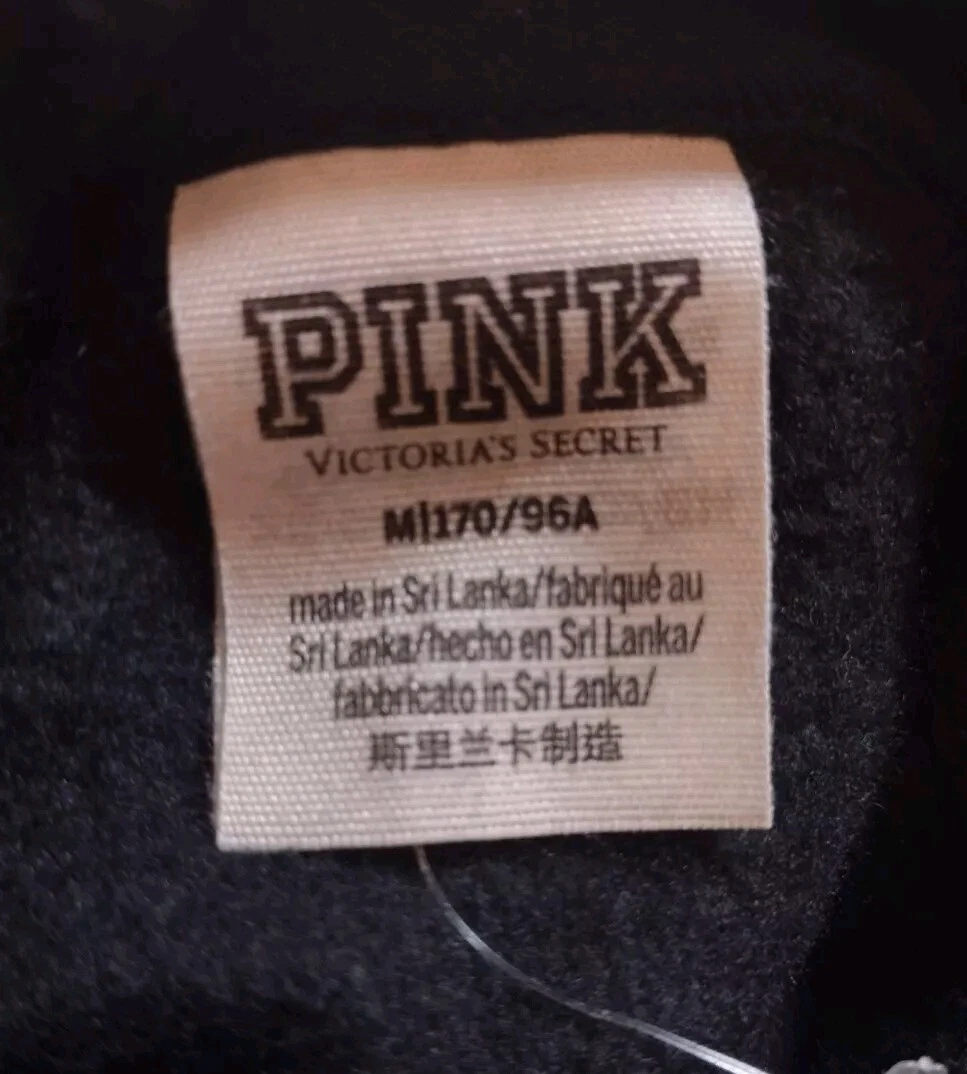 PINK
VICTORIA'S SECRET
M|170/96A
made in Sri Lanka/fabriqué au
Sri Lanka/hecho en Sri Lanka/
fabbricato in Sri Lanka/
斯里兰卡制造